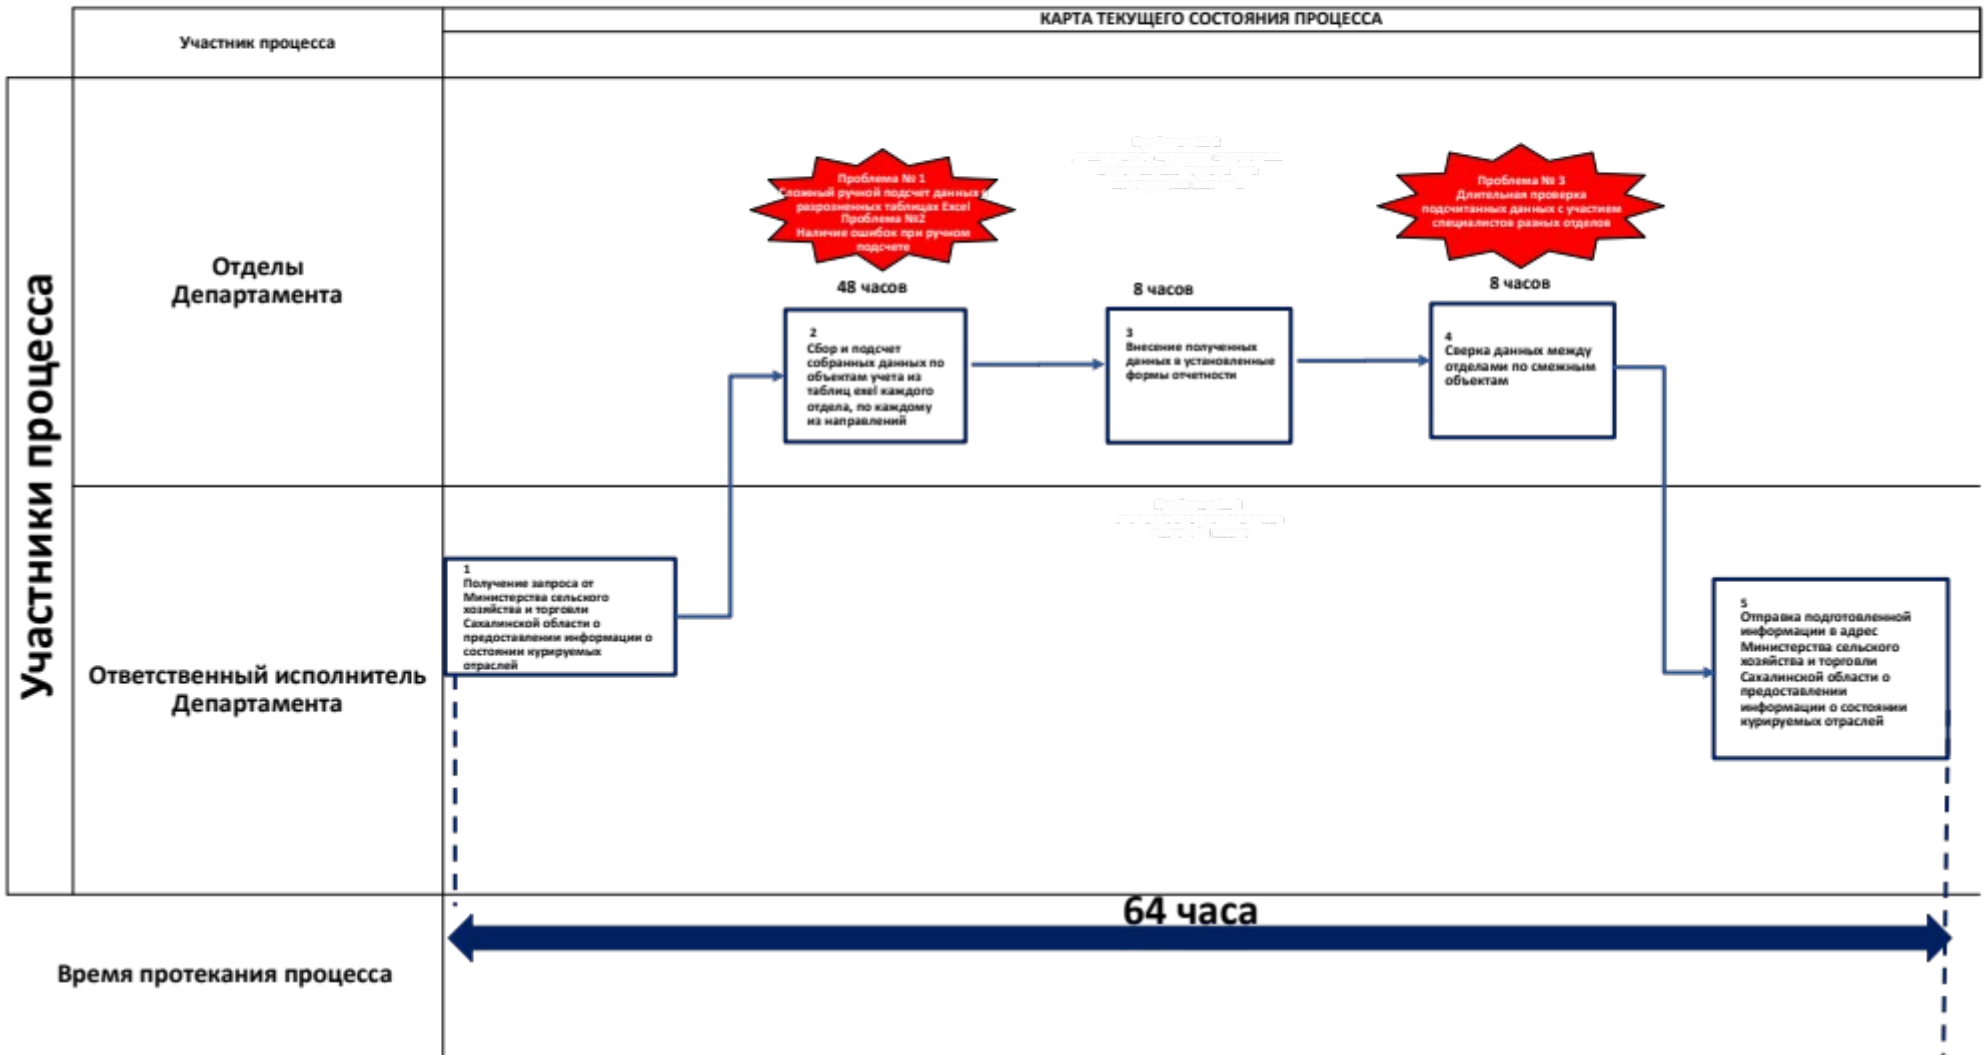 КАРТА ТЕКУЩЕГО СОСТОЯНИЯ ПРОЦЕССА
Участник процесса
Участники процесса
Отделы
Департамента
Проблема № 1
Сложный ручной подсчет данных в
разрозненных таблицах Excel
Проблема №2
Наличие ошибок при ручном
подсчете
48 часов
2
Сбор и подсчет
собранных данных по
объектам учета из
таблиц exel каждого
отдела, по каждому
из направлений
8 часов
3
Внесение полученных
данных в установленные
формы отчетности
Проблема № 3
Длительная проверка
подсчитанных данных с участием
специалистов разных отделов
8 часов
4
Сверка данных между
отделами по смежным
объектам
Ответственный исполнитель
Департамента
1
Получение запроса от
Министерства сельского
хозяйства и торговли
Сахалинской области о
предоставлении информации о
состоянии курируемых
отраслей
5
Отправка подготовленной
информации в адрес
Министерства сельского
хозяйства и торговли
Сахалинской области о
предоставлении
информации о состоянии
курируемых отраслей
64 часа
Время протекания процесса